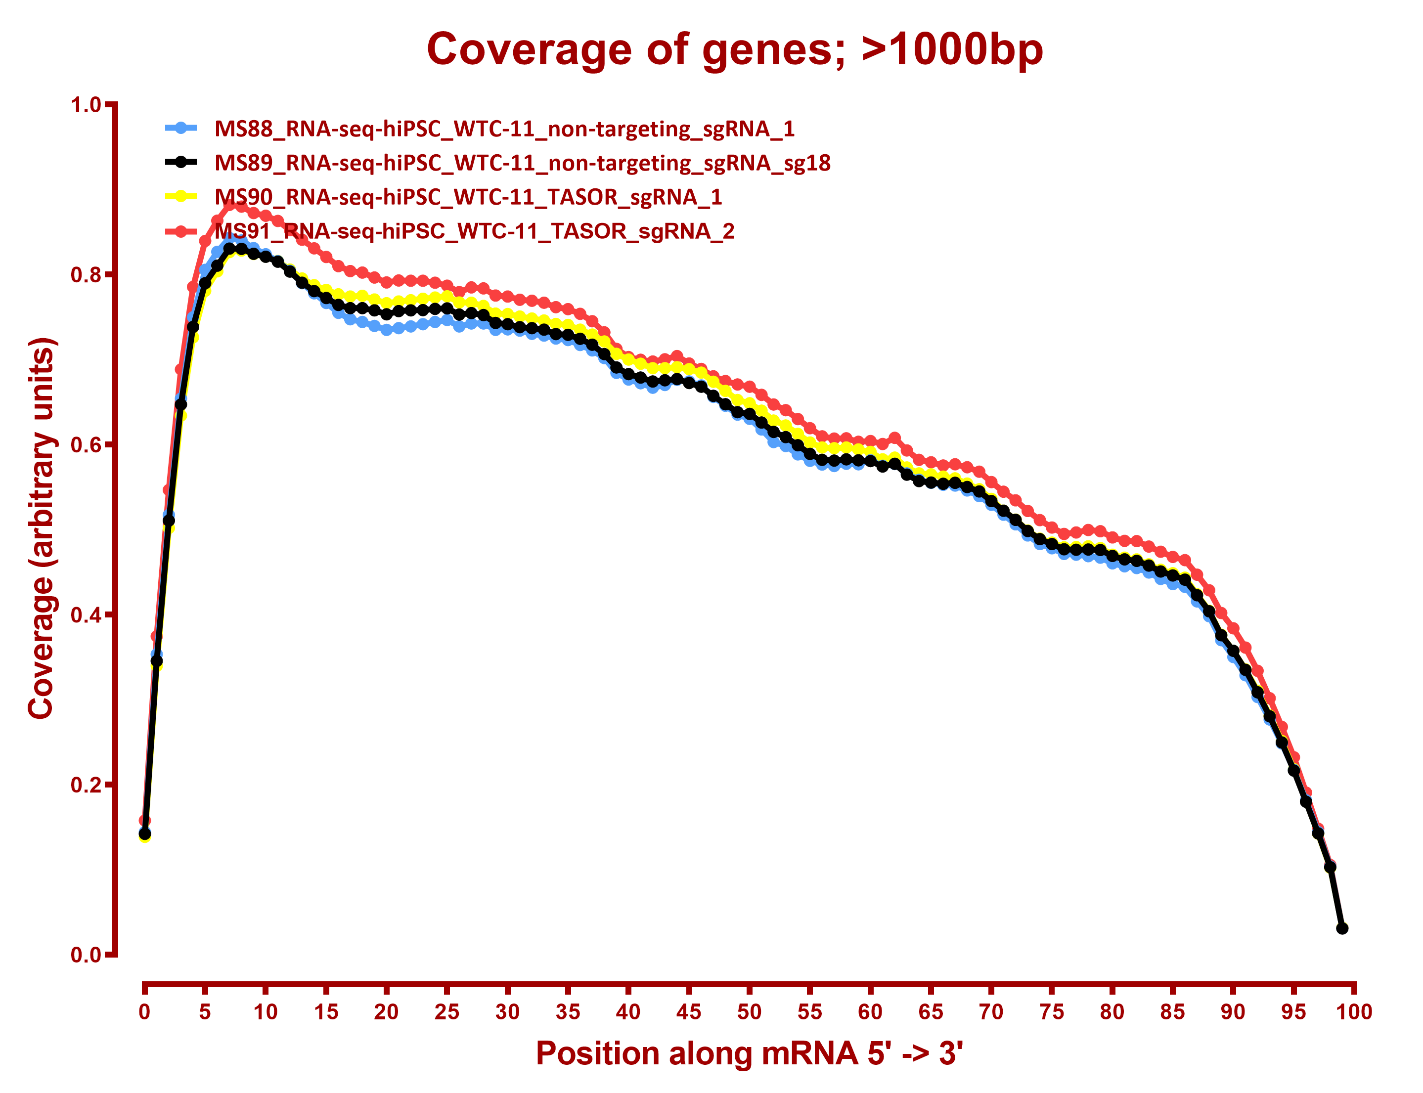 Coverage of genes; >1000bp
1.0
MS88_RNA-seq-hiPSC_WTC-11_non-targeting_sgRNA_1
MS89_RNA-seq-hiPSC_WTC-11_non-targeting_sgRNA_sg18
MS90_RNA-seq-hiPSC_WTC-11_TASOR_sgRNA_1
MS91_RNA-seq-hiPSC_WTC-11_TASOR_sgRNA_2
0.8
0.6
0.4
0.2
0.0
Coverage (arbitrary units)
0 5 10 15 20 25 30 35 40 45 50 55 60 65 70 75 80 85 90 95 100
Position along mRNA 5' -> 3'